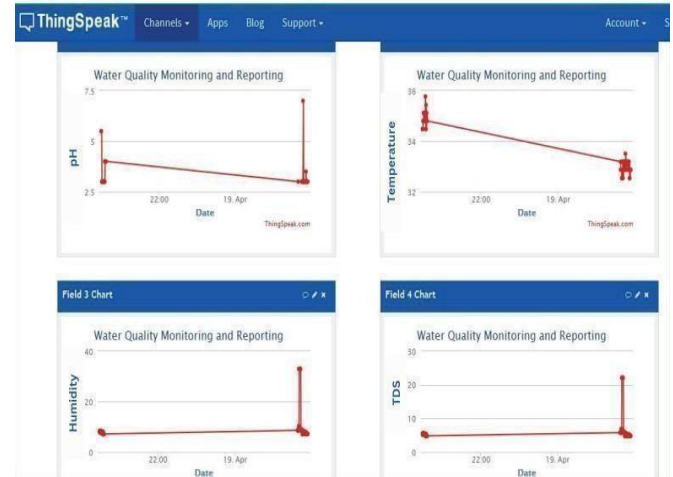 ThingSpeak™ Channels Apps Blog Support Account S
Water Quality Monitoring and Reporting
7.5
5
2.5
pH
22:00 19. Apr
Date
ThingSpeak.com
Water Quality Monitoring and Reporting
36
34
32
Temperature
22:00 19. Apr
Date
ThingSpeak.com
Field 3 Chart
Water Quality Monitoring and Reporting
40
20
0
Humidity
22:00 19. Apr
Date
Field 4 Chart
Water Quality Monitoring and Reporting
30
20
10
0
TDS
22:00 19. Apr
Date